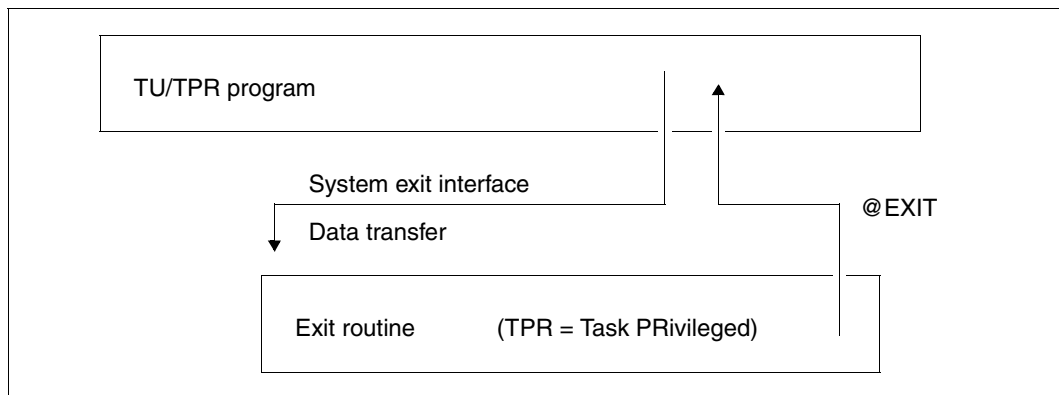 TU/TPR program
System exit interface
@EXIT
Data transfer
Exit routine (TPR = Task PRivileged)